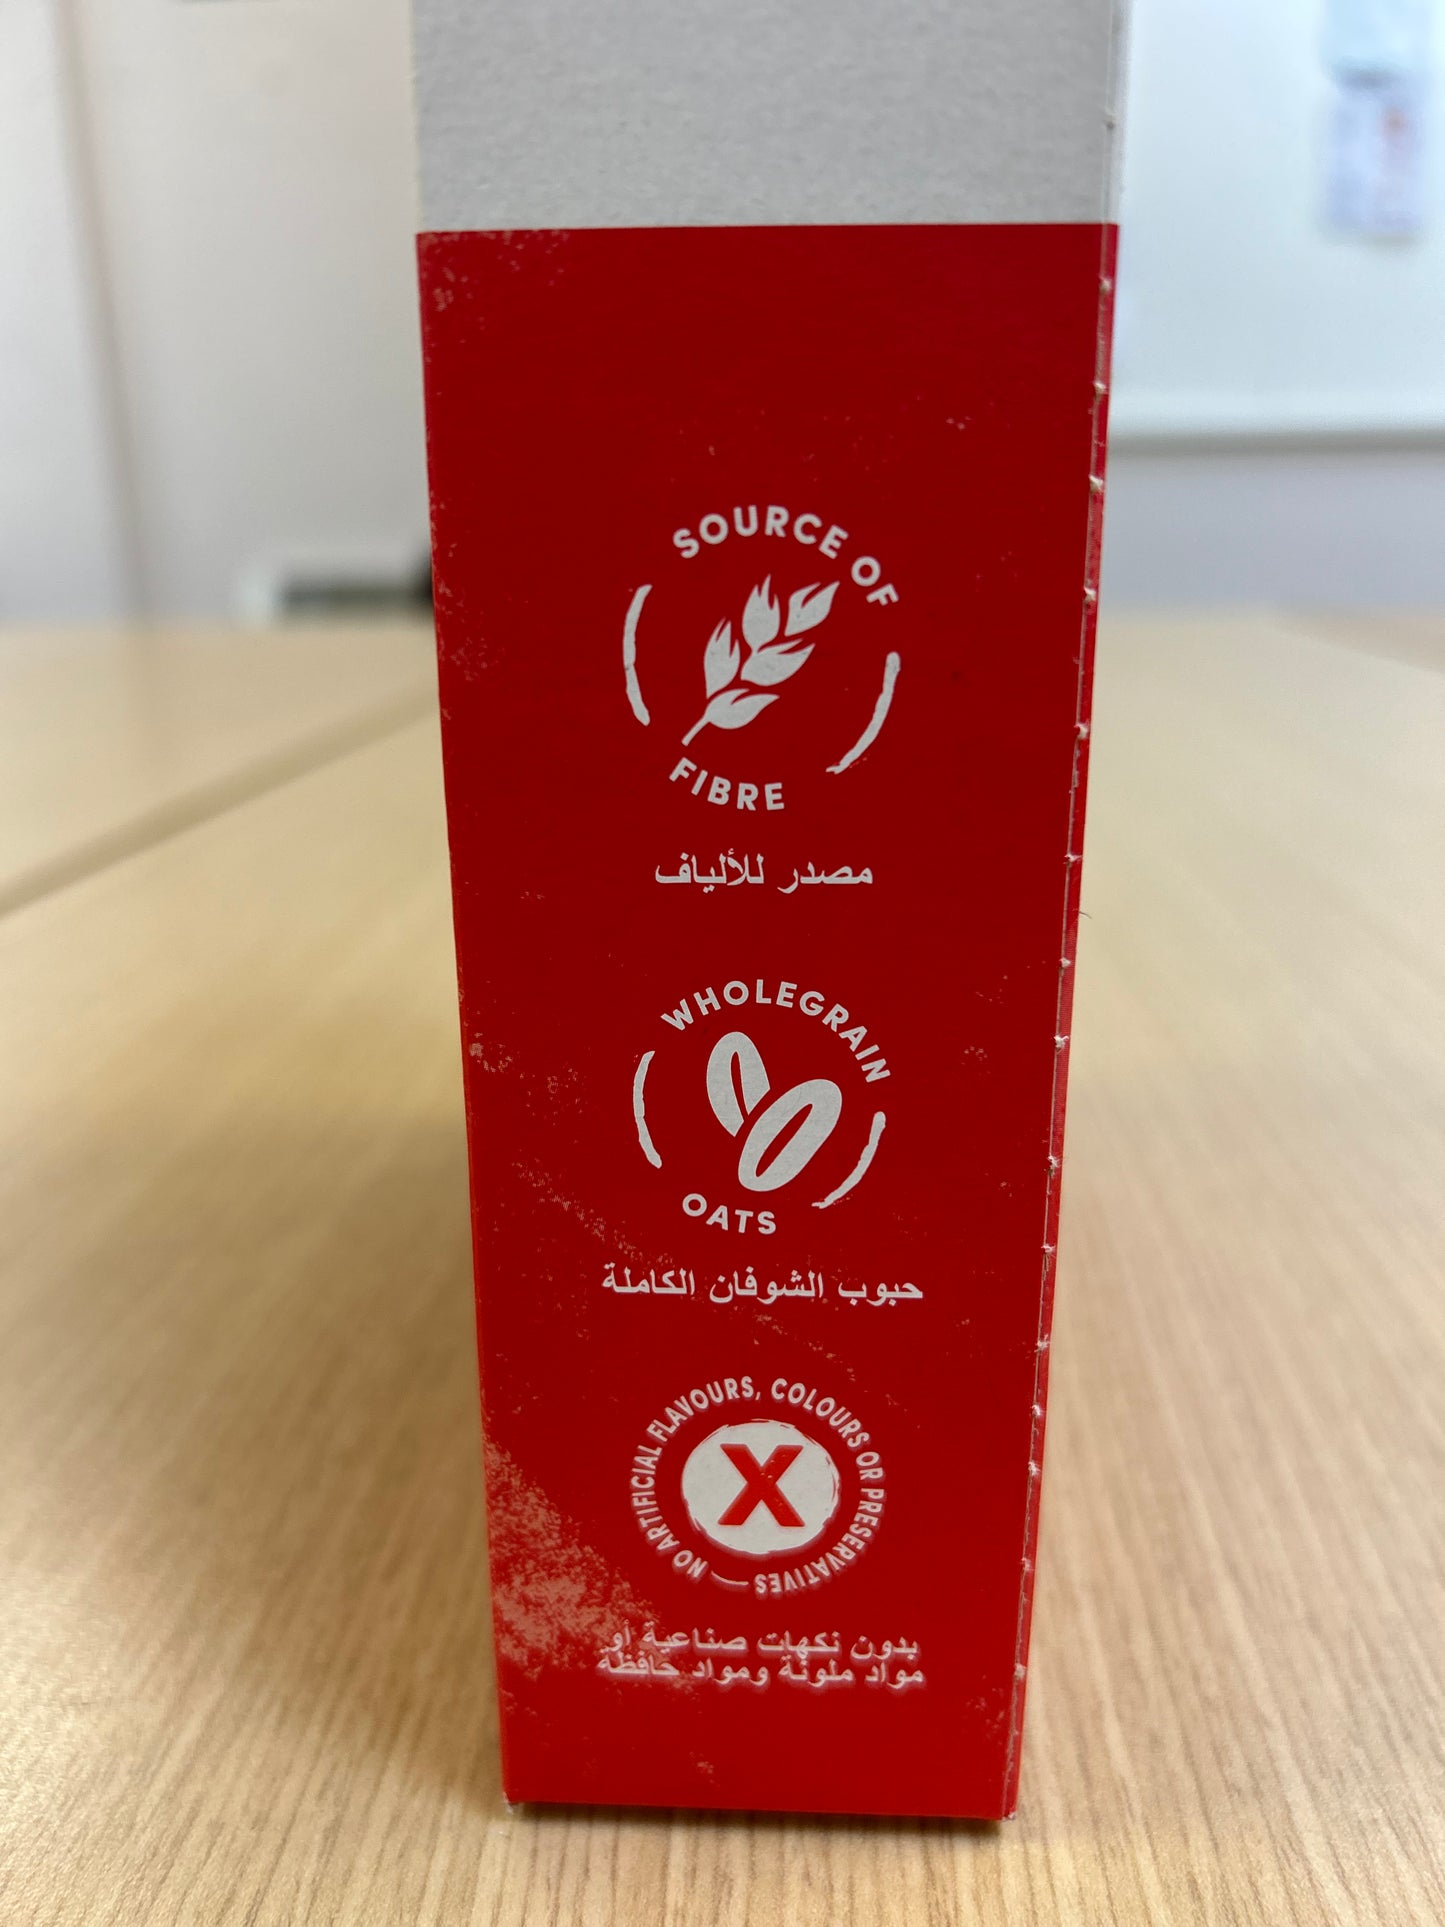 SOURCE OF
FIBRE
مصدر للألياف
WHOLEGRAIN
OATS
حبوب الشوفان الكاملة
NO ARTIFICIAL FLAVOURS, COLOURS OR PRESERVATIVES —
X
بدون نكهات صناعية أو
مواد ملونة ومواد حافظة